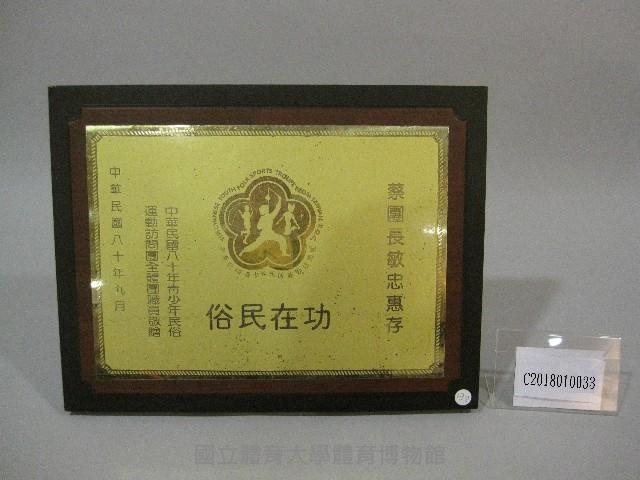 蔡團長敏忠惠存
功在民俗
中華民國八十年青少年民俗
運動訪問團全體團職員敬贈
中華民國八十年九月
C2018010033
國立體育大學體育博物館